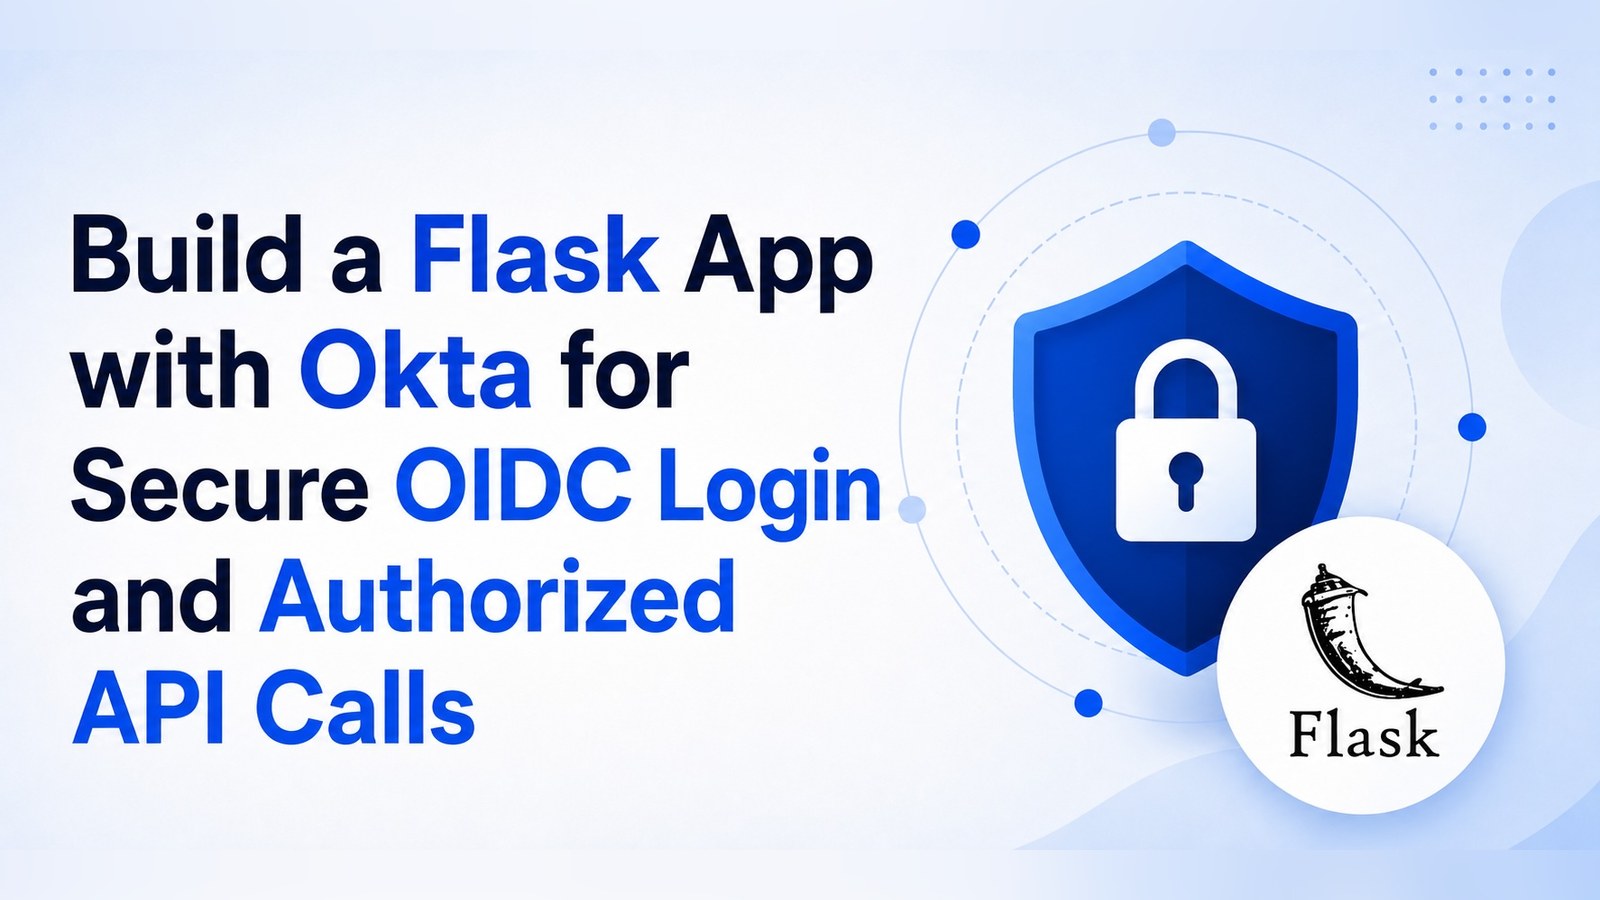 Build a Flask App
with Okta for
Secure OIDC Login
and Authorized
API Calls
Flask